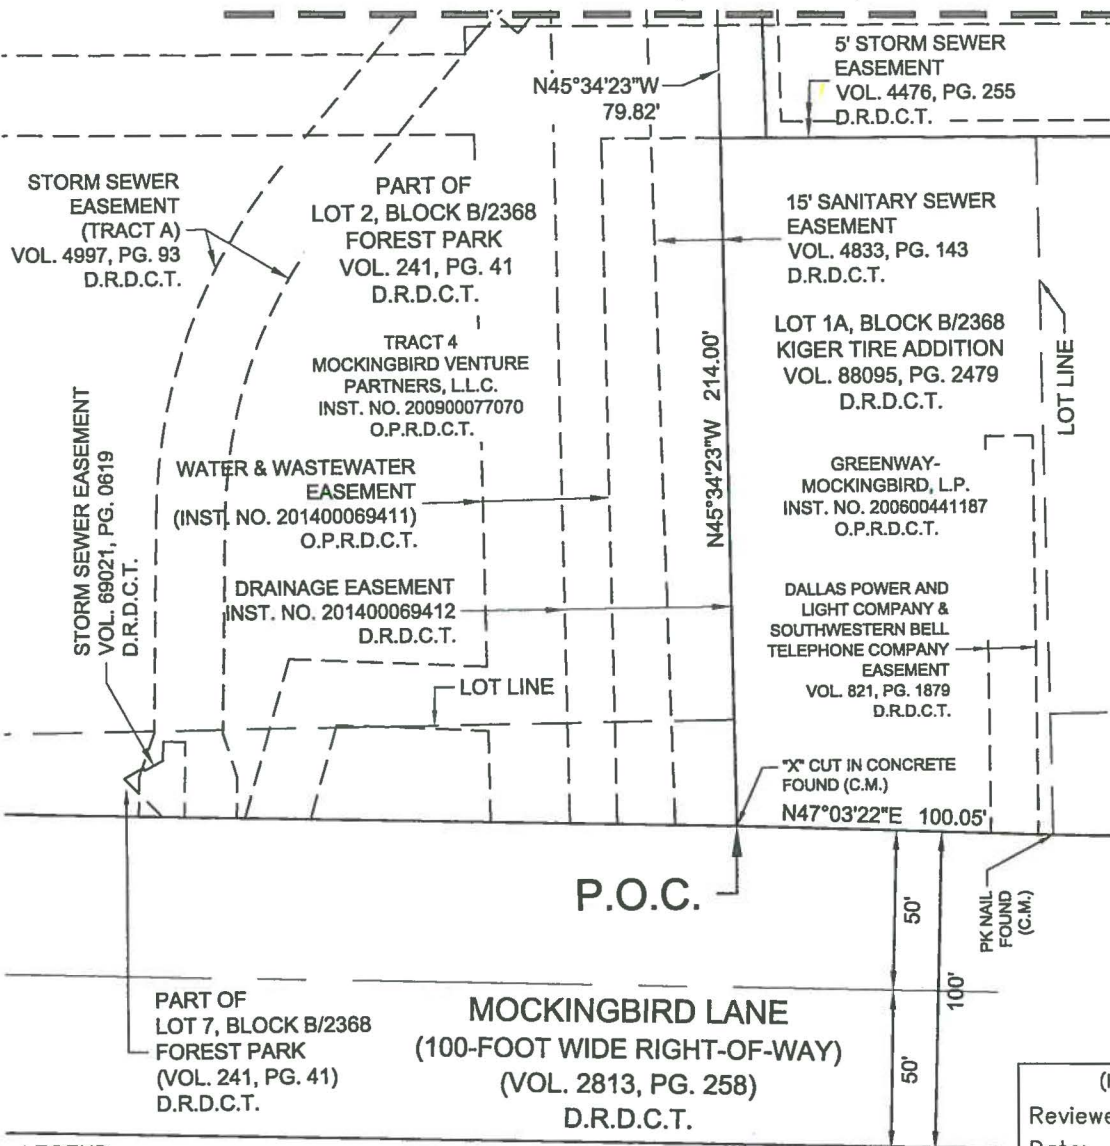 5' STORM SEWER
EASEMENT
VOL. 4476, PG. 255
D.R.D.C.T.
N45°34'23"W
79.82'
STORM SEWER
EASEMENT
(TRACT A)
VOL. 4997, PG. 93
D.R.D.C.T.
PART OF
LOT 2, BLOCK B/2368
FOREST PARK
VOL. 241, PG. 41
D.R.D.C.T.
15' SANITARY SEWER
EASEMENT
VOL. 4833, PG. 143
D.R.D.C.T.
TRACT 4
MOCKINGBIRD VENTURE
PARTNERS, L.L.C.
INST. NO. 200900077070
O.P.R.D.C.T.
N45°34'23"W 214.00'
LOT 1A, BLOCK B/2368
KIGER TIRE ADDITION
VOL. 88095, PG. 2479
D.R.D.C.T.
LOT LINE
STORM SEWER EASEMENT
VOL. 69021, PG. 0619
D.R.D.C.T.
WATER & WASTEWATER
EASEMENT
(INST. NO. 201400069411)
O.P.R.D.C.T.
GREENWAY-
MOCKINGBIRD, L.P.
INST. NO. 200600441187
O.P.R.D.C.T.
DRAINAGE EASEMENT
INST. NO. 201400069412
D.R.D.C.T.
DALLAS POWER AND
LIGHT COMPANY &
SOUTHWESTERN BELL
TELEPHONE COMPANY
EASEMENT
VOL. 821, PG. 1879
D.R.D.C.T.
LOT LINE
"X" CUT IN CONCRETE
FOUND (C.M.)
N47°03'22"E 100.05'
P.O.C.
50'
PK NAIL
FOUND
(C.M.)
100'
50'
PART OF
LOT 7, BLOCK B/2368
FOREST PARK
(VOL. 241, PG. 41)
D.R.D.C.T.
MOCKINGBIRD LANE
(100-FOOT WIDE RIGHT-OF-WAY)
(VOL. 2813, PG. 258)
D.R.D.C.T.
(
Reviewe